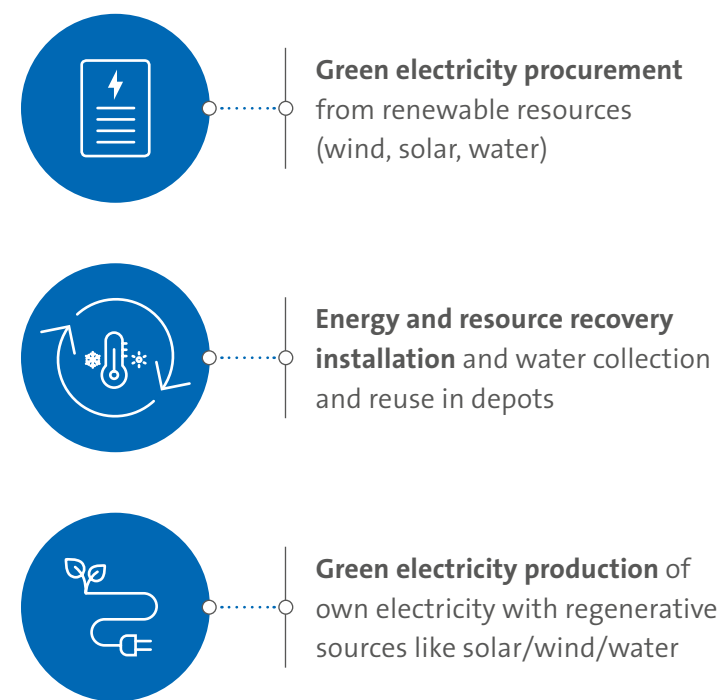 Green electricity procurement
from renewable resources
(wind, solar, water)
Energy and resource recovery
installation and water collection
and reuse in depots
Green electricity production of
own electricity with regenerative
sources like solar/wind/water